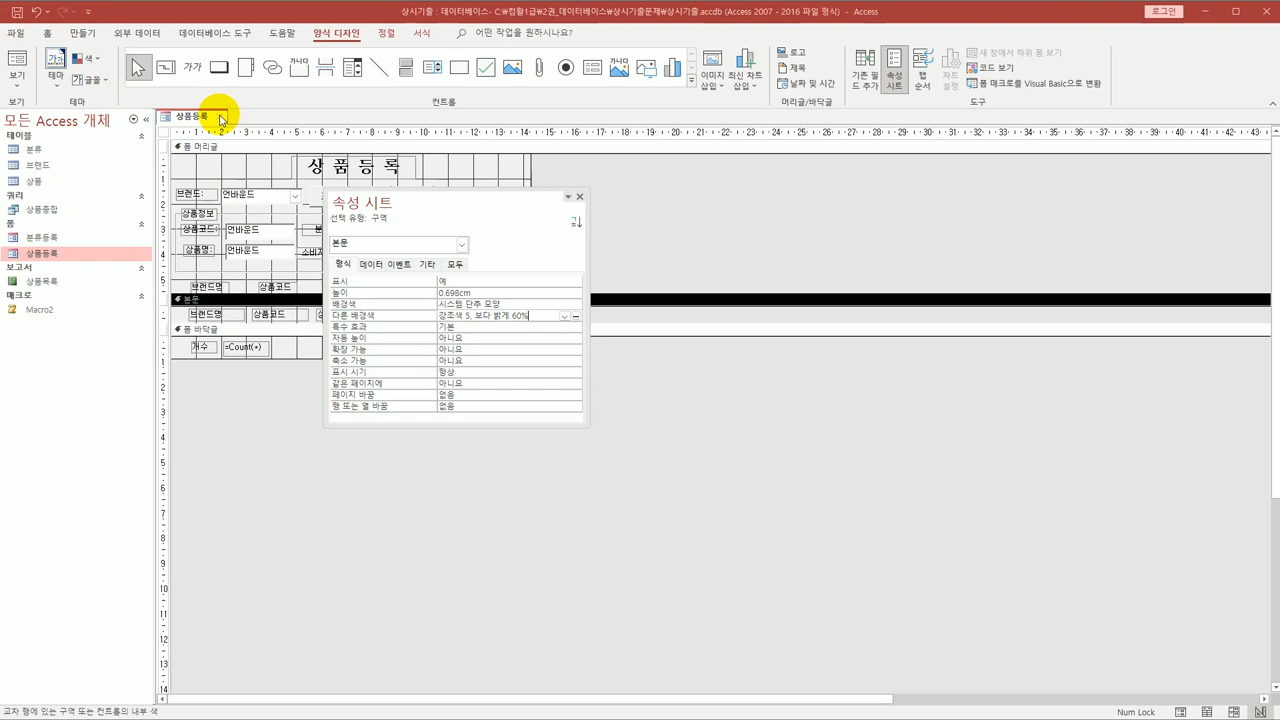 상시기출 : 데이터베이스- C:￦컴활1급￦2권_데이터베이스￦상시기출문제￦상시기출.accdb (Access 2007 - 2016 파일 형식) - Access
로그인
파일 홈 만들기 외부 데이터 데이터베이스 도구 도움말 양식 디자인 정렬 서식 어떤 작업을 원하시나요?
보기
테마
색
글꼴
가가
이미지 삽입
최신 차트 삽입
로고
제목
날짜 및 시간
기존 필드 추가
속성 시트
탭 순서
차트 설정
새 창에서 하위 폼 보기
코드 보기
폼 매크로를 Visual Basic으로 변환
보기 테마 컨트롤 머리글/바닥글 도구
모든 Access 개체
테이블
분류
브랜드
상품
쿼리
상품종합
폼
분류등록
상품등록
보고서
상품목록
매크로
Macro2
상품등록
폼 머리글
상 품 등 록
브랜드: 언바운드
상품정보
상품코드: 언바운드
상품명: 언바운드 소비자
브랜드명 상품코드
본문
브랜드명 상품코드
폼 바닥글
개수 =Count(*)
속성 시트
선택 유형: 구역
본문
형식 데이터 이벤트 기타 모두
표시 예
높이 0.698cm
배경색 시스템 단추 모양
다른 배경색 강조색 5, 보다 밝게 60%
특수 효과 기본
자동 높이 아니요
확장 가능 아니요
축소 가능 아니요
표시 시기 항상
같은 페이지에 아니요
페이지 바꿈 없음
행 또는 열 바꿈 없음
교차 행에 있는 구역 또는 컨트롤의 내부 색
Num Lock